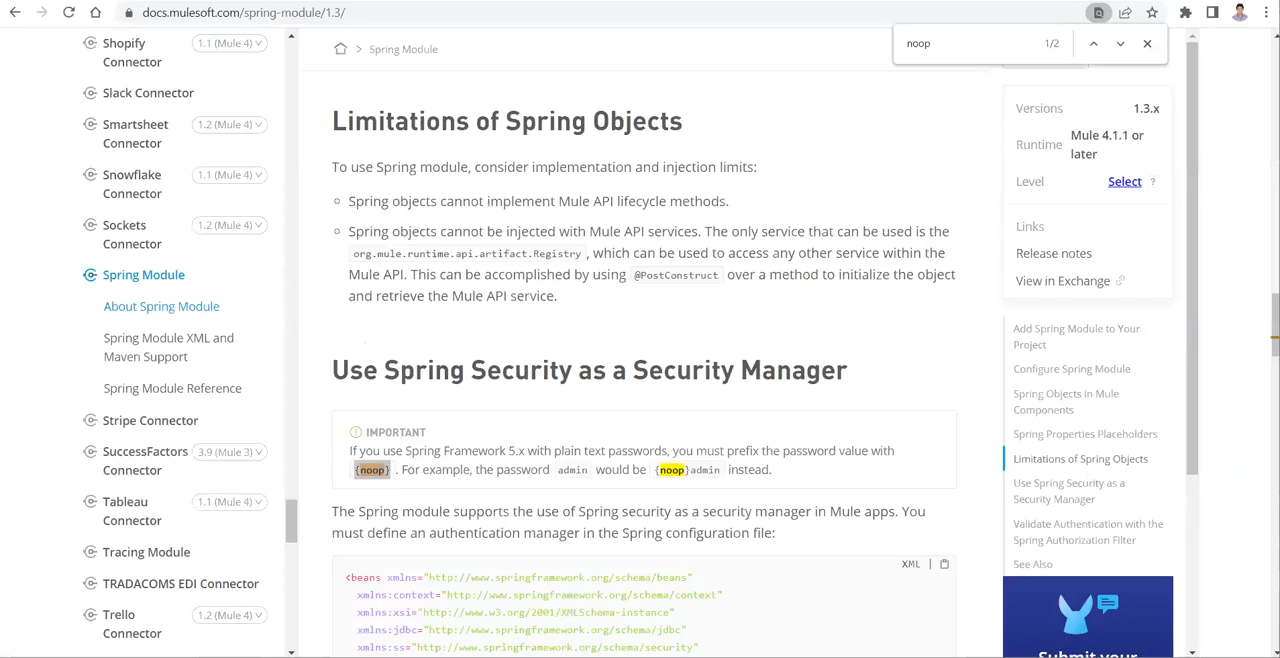 docs.mulesoft.com/spring-module/1.3/
noop
1/2
Shopify
Connector
1.1 (Mule 4)
Slack Connector
Smartsheet
Connector
1.2 (Mule 4)
Snowflake
Connector
1.1 (Mule 4)
Sockets
Connector
1.2 (Mule 4)
Spring Module
About Spring Module
Spring Module XML and
Maven Support
Spring Module Reference
Stripe Connector
SuccessFactors
Connector
3.9 (Mule 3)
Tableau
Connector
1.1 (Mule 4)
Tracing Module
TRADACOMS EDI Connector
Trello
Connector
1.2 (Mule 4)
> Spring Module
Limitations of Spring Objects
To use Spring module, consider implementation and injection limits:
Spring objects cannot implement Mule API lifecycle methods.
Spring objects cannot be injected with Mule API services. The only service that can be used is the
org.mule.runtime.api.artifact.Registry , which can be used to access any other service within the
Mule API. This can be accomplished by using @PostConstruct over a method to initialize the object
and retrieve the Mule API service.
Use Spring Security as a Security Manager
IMPORTANT
If you use Spring Framework 5.x with plain text passwords, you must prefix the password value with
{noop} . For example, the password admin would be {noop}admin instead.
The Spring module supports the use of Spring security as a security manager in Mule apps. You
must define an authentication manager in the Spring configuration file:
XML |
<beans xmlns="http://www.springframework.org/schema/beans"
xmlns:context="http://www.springframework.org/schema/context"
xmlns:xsi="http://www.w3.org/2001/XMLSchema-instance"
xmlns:jdbc="http://www.springframework.org/schema/jdbc"
xmlns:ss="http://www.springframework.org/schema/security"
Versions 1.3.x
Runtime Mule 4.1.1 or
later
Level Select ?
Links
Release notes
View in Exchange
Add Spring Module to Your
Project
Configure Spring Module
Spring Objects in Mule
Components
Spring Properties Placeholders
Limitations of Spring Objects
Use Spring Security as a
Security Manager
Validate Authentication with the
Spring Authorization Filter
See Also
Submit your